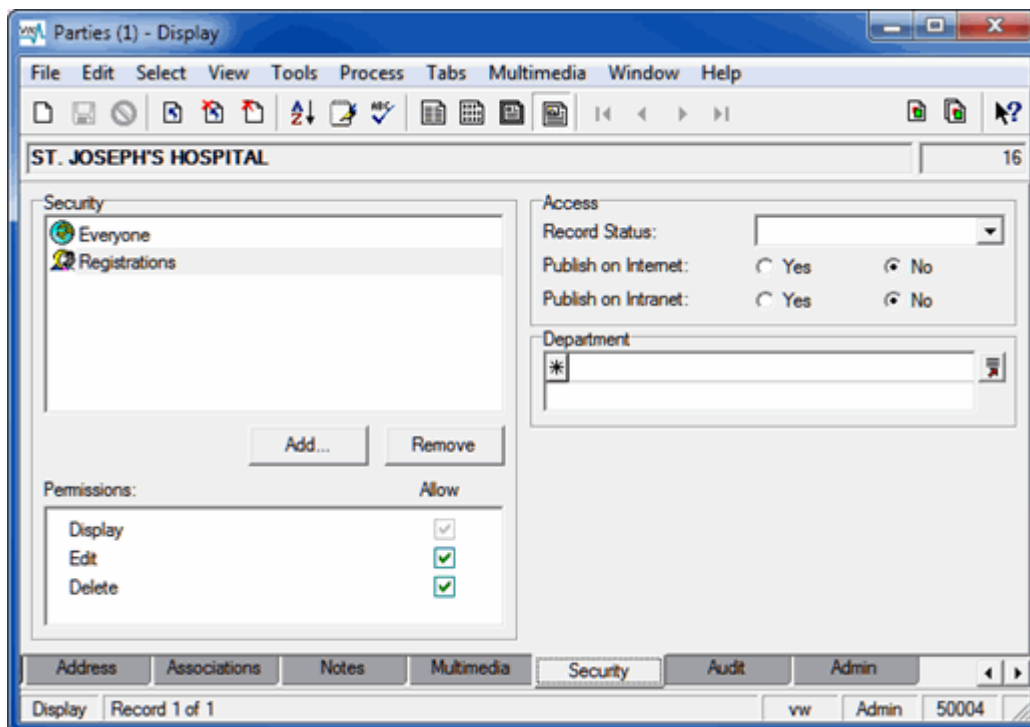 Parties (1) - Display
File Edit Select View Tools Process Tabs Multimedia Window Help
ST. JOSEPH'S HOSPITAL 16
Security
Everyone
Registrations
Add... Remove
Permissions: Allow
Display
Edit
Delete
Access
Record Status:
Publish on Internet: Yes No
Publish on Intranet: Yes No
Department
Address Associations Notes Multimedia Security Audit Admin
Display Record 1 of 1 vw Admin 50004